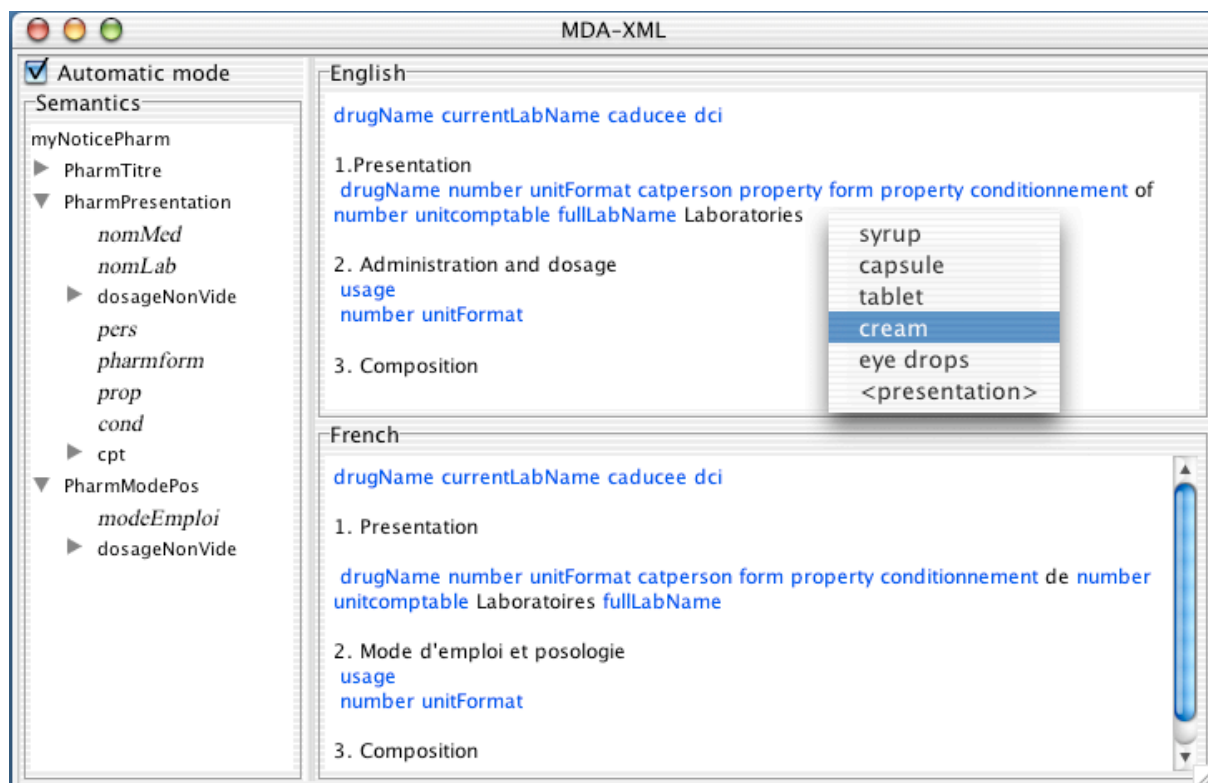 MDA-XML
Automatic mode
Semantics
myNoticePharm
PharmTitre
PharmPresentation
nomMed
nomLab
dosageNonVide
pers
pharmform
prop
cond
cpt
PharmModePos
modeEmploi
dosageNonVide
English
drugName currentLabName caducee dci
1.Presentation
drugName number unitFormat catperson property form property conditionnement of
number unitcomptable fullLabName Laboratories
2. Administration and dosage
usage
number unitFormat
3. Composition
syrup
capsule
tablet
cream
eye drops
<presentation>
French
drugName currentLabName caducee dci
1. Presentation
drugName number unitFormat catperson form property conditionnement de number
unitcomptable Laboratoires fullLabName
2. Mode d'emploi et posologie
usage
number unitFormat
3. Composition